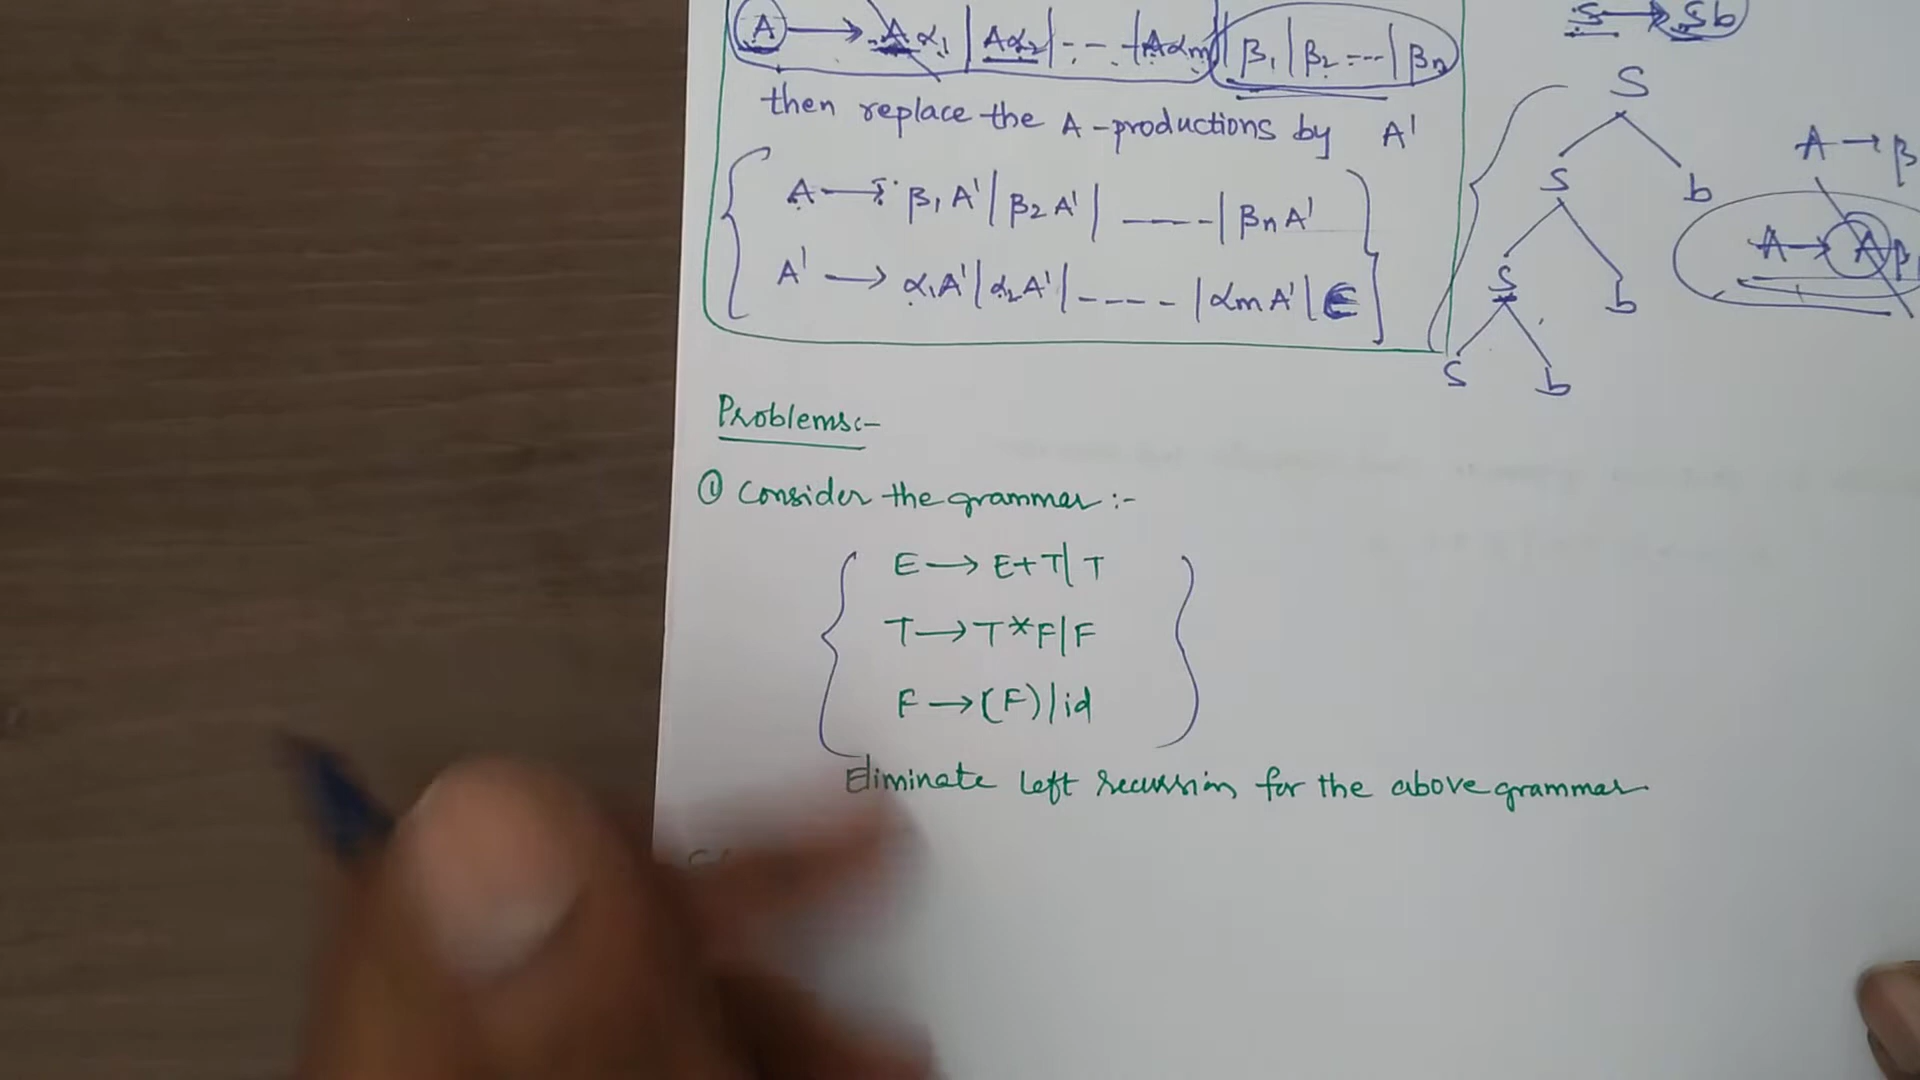 A → Aα₁ | Aα₂ | - - - | Aαm | β₁ | β₂ --- | βn
S → Sb
then replace the A-productions by A'
A → β₁A' | β₂A' | ----- | βnA'
A' → α₁A' | α₂A' | - - - - - | αmA' | ∈
S
S b
S b
S b
A → β
A → Aβ
Problems:-
① Consider the grammar :-
E → E+T | T
T → T*F | F
F → (F) | id
Eliminate left recursion for the above grammar